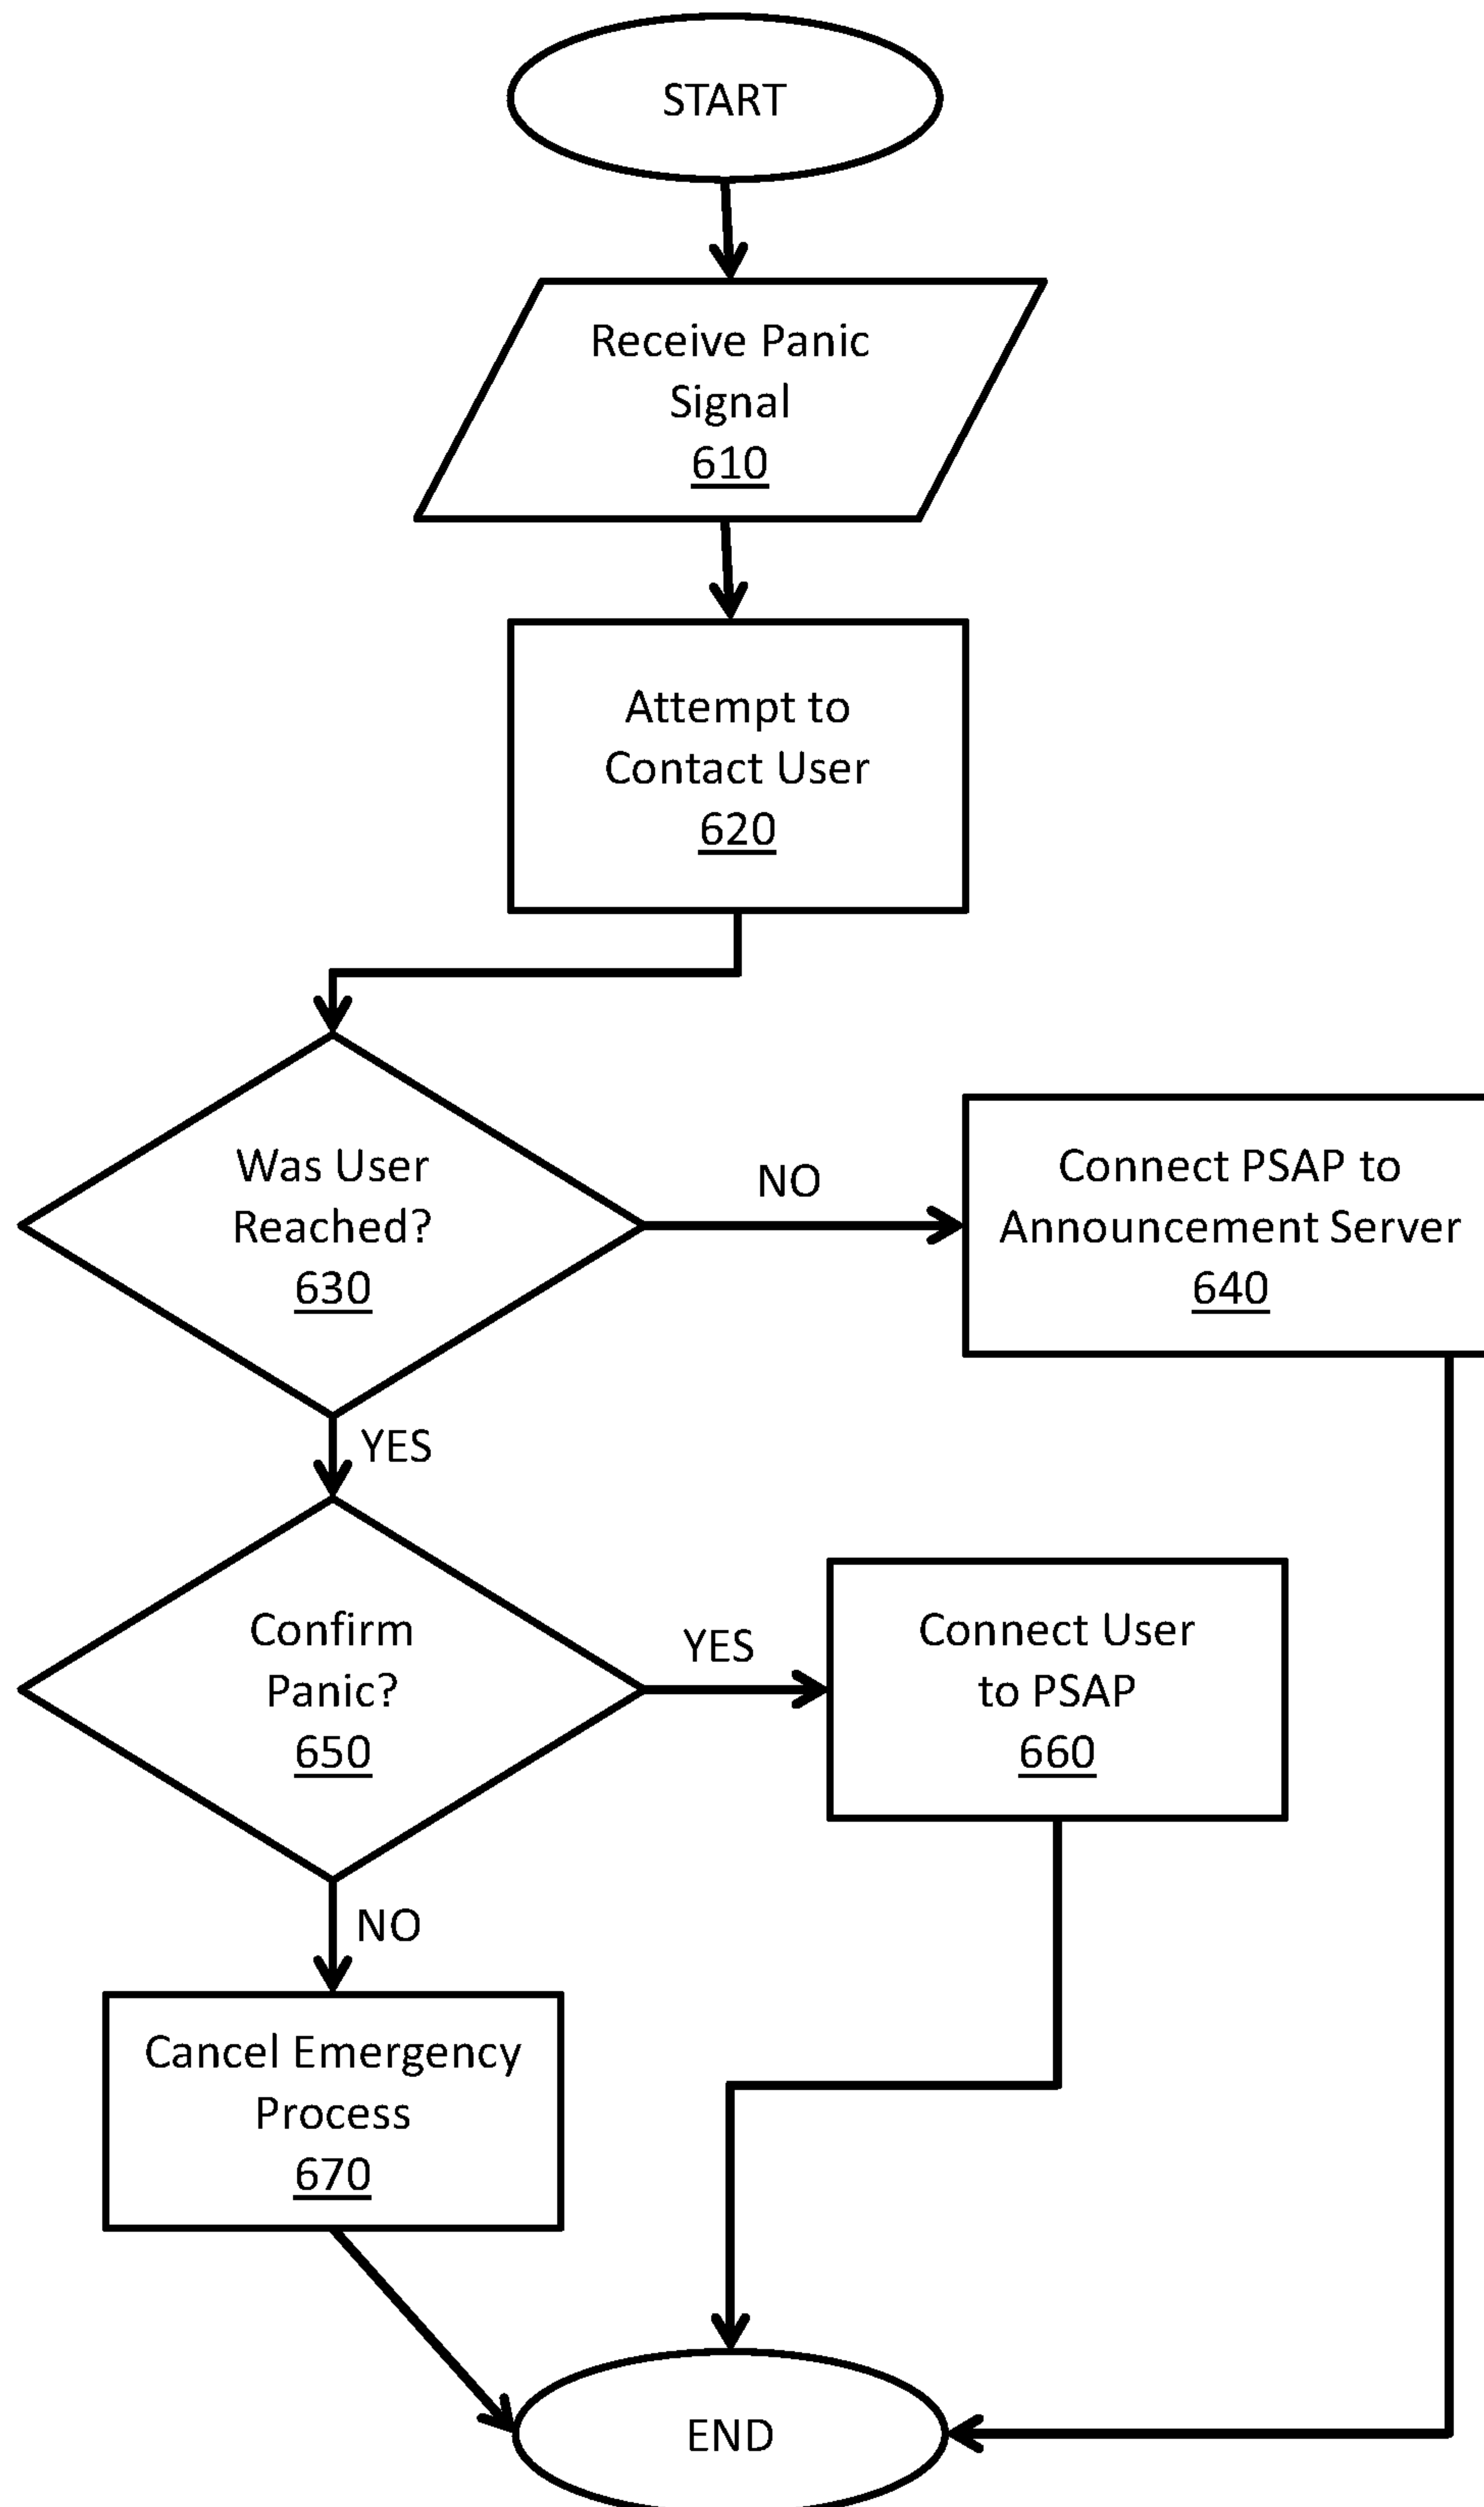 START
Receive Panic
Signal
610
Attempt to
Contact User
620
Was User
Reached?
630
NO
Connect PSAP to
Announcement Server
640
YES
Confirm
Panic?
650
YES
Connect User
to PSAP
660
NO
Cancel Emergency
Process
670
END